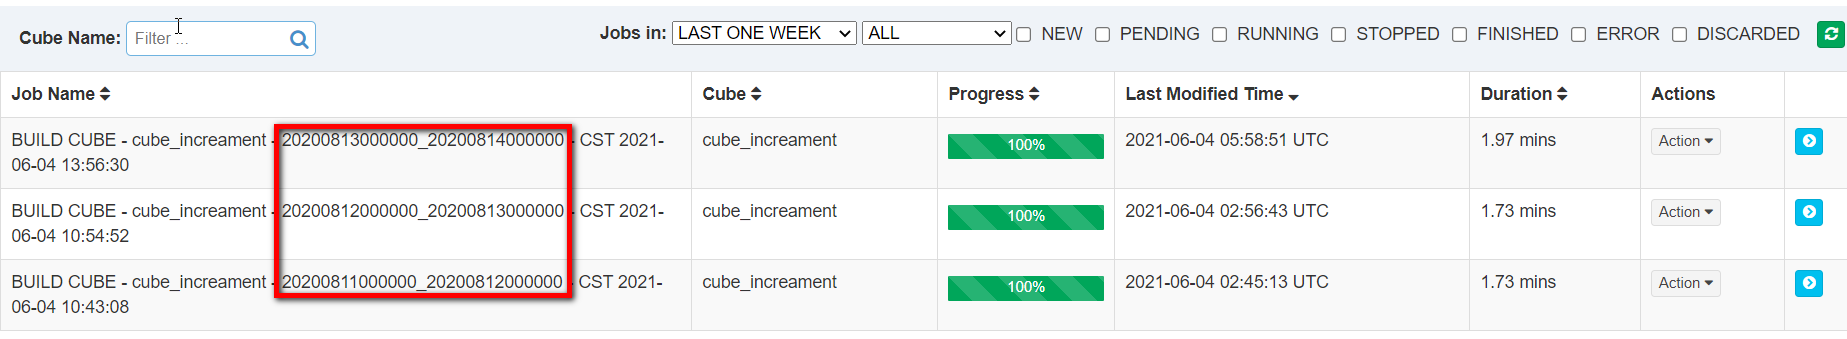 Cube Name: Filter ... Jobs in: LAST ONE WEEK ALL NEW PENDING RUNNING STOPPED FINISHED ERROR DISCARDED
Job Name Cube Progress Last Modified Time Duration Actions
BUILD CUBE - cube_increament - 20200813000000_20200814000000 - CST 2021- cube_increament 100% 2021-06-04 05:58:51 UTC 1.97 mins Action
06-04 13:56:30
BUILD CUBE - cube_increament - 20200812000000_20200813000000 - CST 2021- cube_increament 100% 2021-06-04 02:56:43 UTC 1.73 mins Action
06-04 10:54:52
BUILD CUBE - cube_increament - 20200811000000_20200812000000 - CST 2021- cube_increament 100% 2021-06-04 02:45:13 UTC 1.73 mins Action
06-04 10:43:08